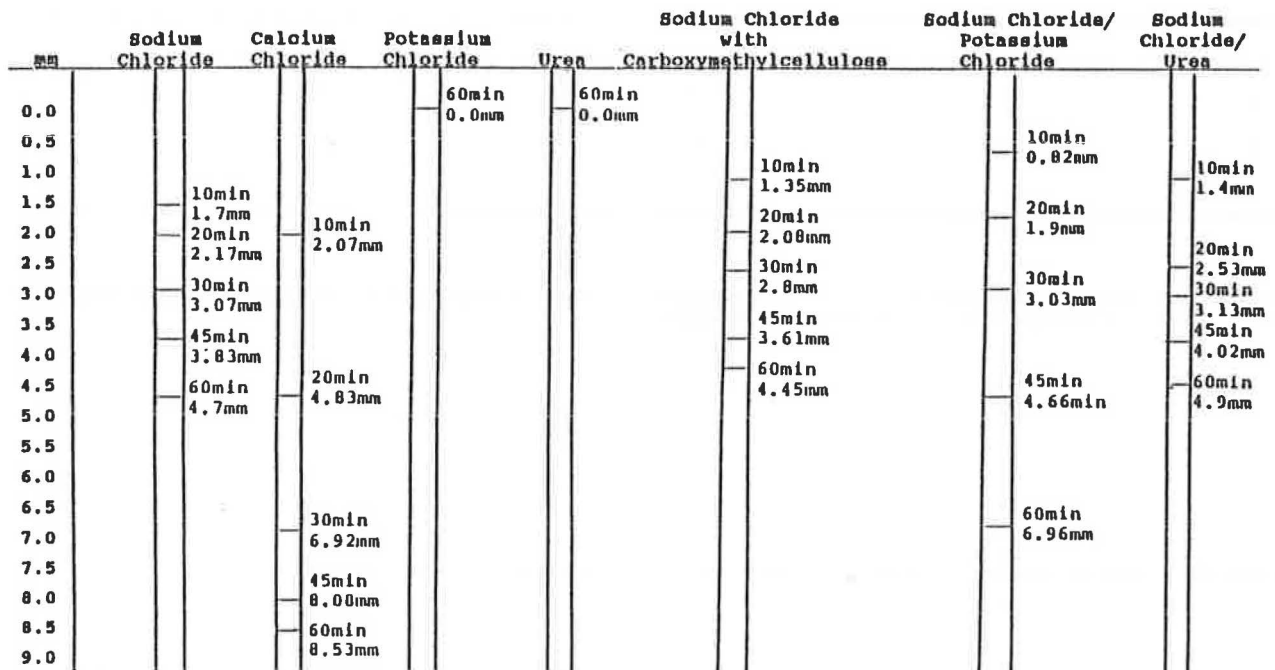 mm
Sodium
Chloride
Calcium
Chloride
Potassium
Chloride
Urea
Sodium Chloride
with
Carboxymethylcellulose
Sodium Chloride/
Potassium
Chloride
Sodium
Chloride/
Urea
0.0
0.5
1.0
1.5
2.0
2.5
3.0
3.5
4.0
4.5
5.0
5.5
6.0
6.5
7.0
7.5
8.0
8.5
9.0
10min
1.7mm
20min
2.17mm
30min
3.07mm
45min
3.83mm
60min
4.7mm
10min
2.07mm
20min
4.83mm
30min
6.92mm
45min
8.00mm
60min
8.53mm
60min
0.0mm
60min
0.0mm
10min
1.35mm
20min
2.08mm
30min
2.8mm
45min
3.61mm
60min
4.45mm
10min
0.82mm
20min
1.9mm
30min
3.03mm
45min
4.66min
60min
6.96mm
10min
1.4mm
20min
2.53mm
30min
3.13mm
45min
4.02mm
60min
4.9mm